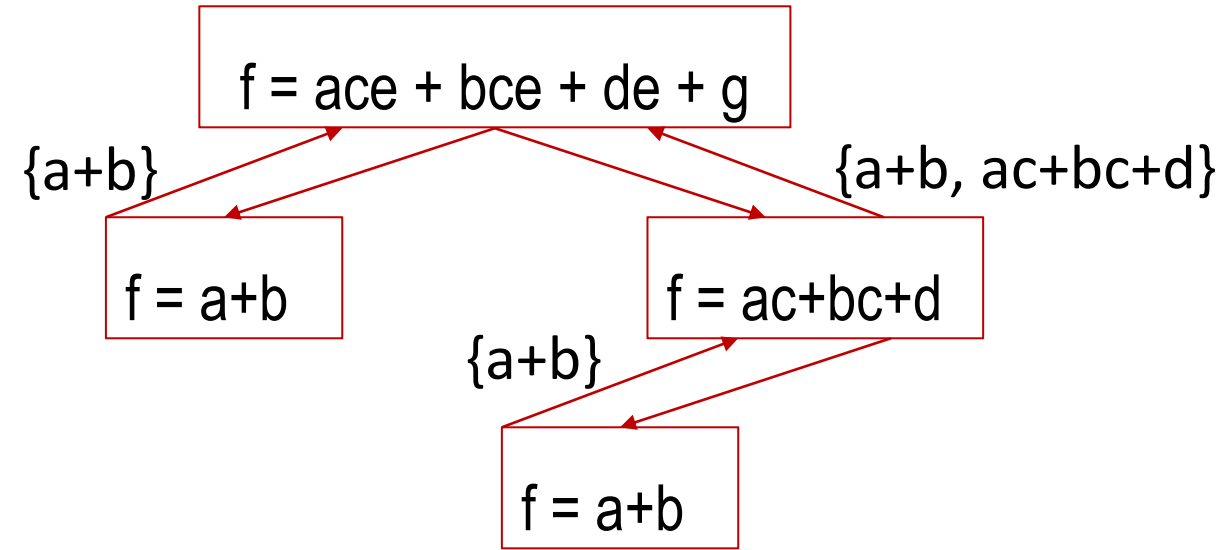 f = ace + bce + de + g
{a+b}
{a+b, ac+bc+d}
f = a+b
f = ac+bc+d
{a+b}
f = a+b